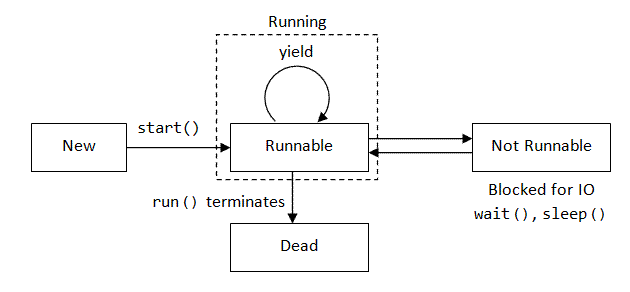 Running
yield
start()
New
Runnable
Not Runnable
Blocked for IO
wait(), sleep()
run() terminates
Dead